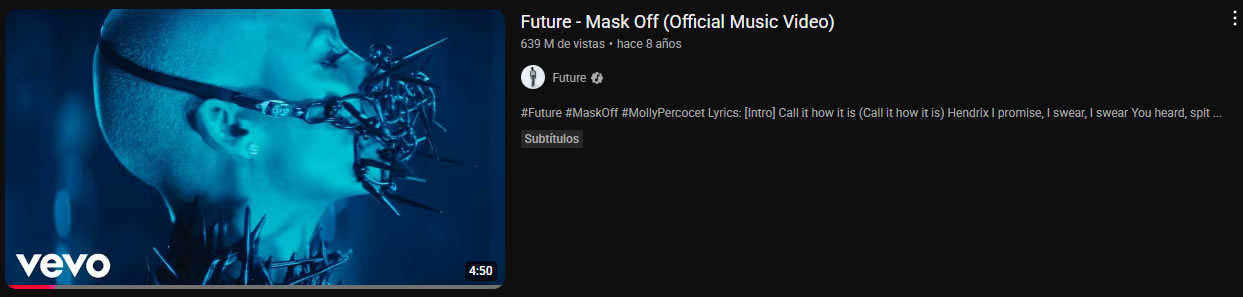 Future - Mask Off (Official Music Video)
639 M de vistas • hace 8 años
Future
#Future #MaskOff #MollyPercocet Lyrics: [Intro] Call it how it is (Call it how it is) Hendrix I promise, I swear, I swear You heard, spit ...
Subtítulos
vevo
4:50